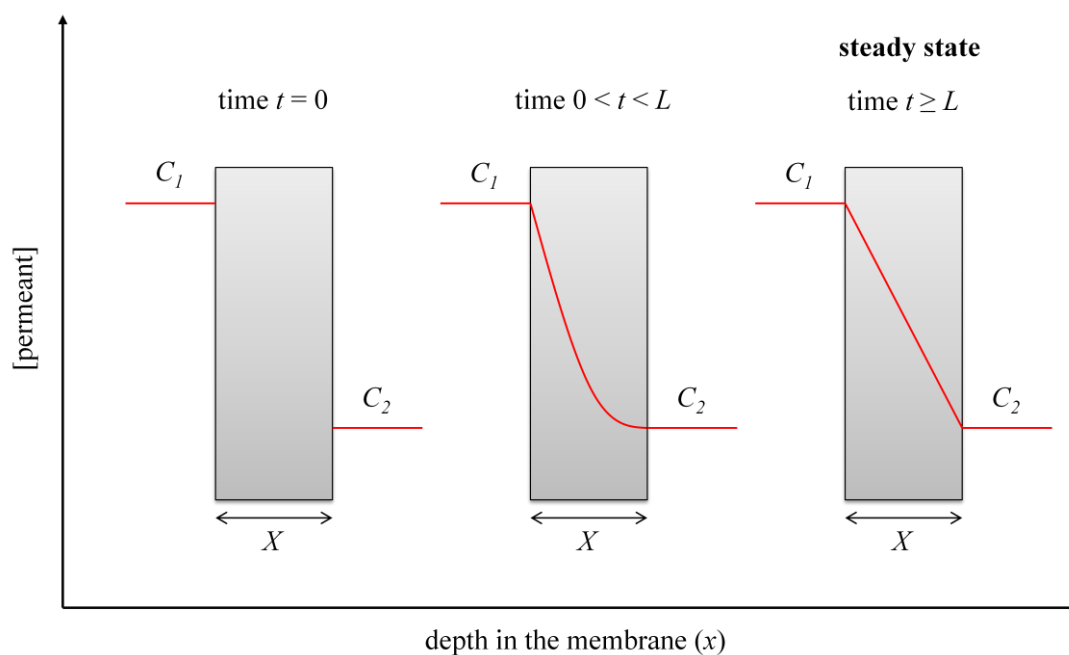 steady state
time t = 0
time 0 < t < L
time t ≥ L
C1
C1
C1
C2
C2
C2
X
X
X
[permeant]
depth in the membrane (x)